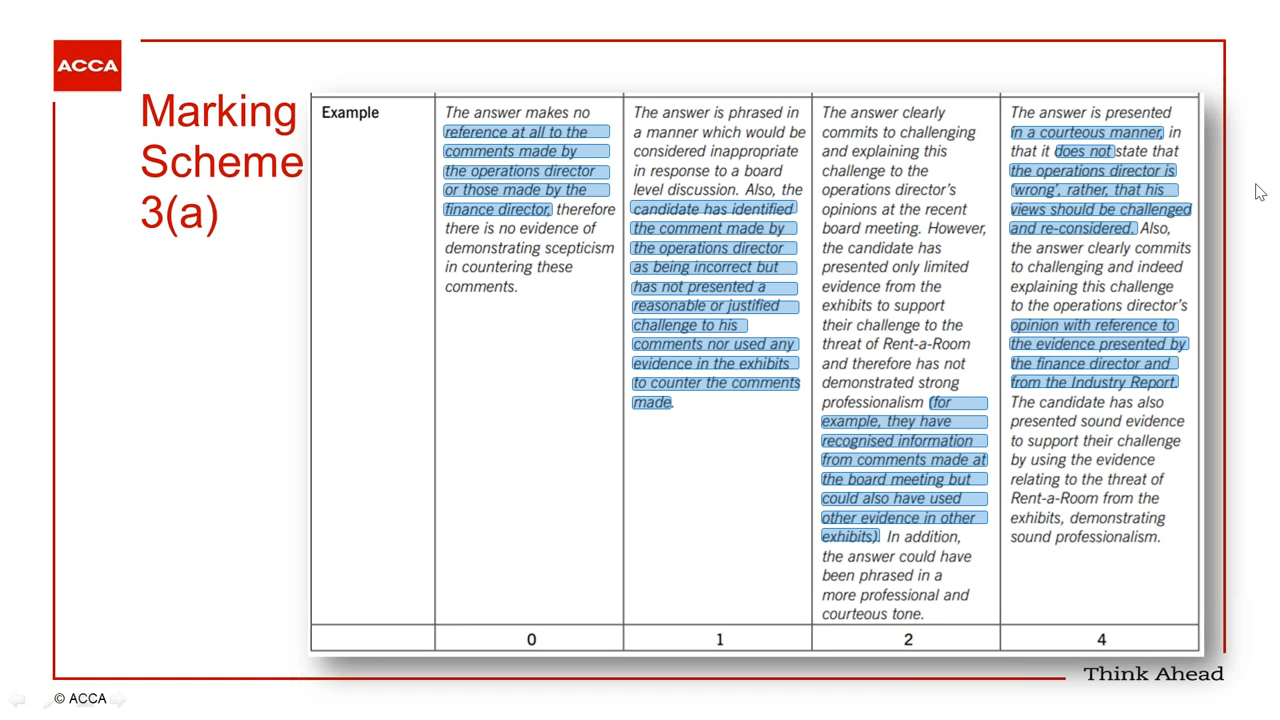 ACCA
Marking
Scheme
3(a)
Example
The answer makes no
reference at all to the
comments made by
the operations director
or those made by the
finance director, therefore
there is no evidence of
demonstrating scepticism
in countering these
comments.
The answer is phrased in
a manner which would be
considered inappropriate
in response to a board
level discussion. Also, the
candidate has identified
the comment made by
the operations director
as being incorrect but
has not presented a
reasonable or justified
challenge to his
comments nor used any
evidence in the exhibits
to counter the comments
made.
The answer clearly
commits to challenging
and explaining this
challenge to the
operations director’s
opinions at the recent
board meeting. However,
the candidate has
presented only limited
evidence from the
exhibits to support
their challenge to the
threat of Rent-a-Room
and therefore has not
demonstrated strong
professionalism (for
example, they have
recognised information
from comments made at
the board meeting but
could also have used
other evidence in other
exhibits). In addition,
the answer could have
been phrased in a
more professional and
courteous tone.
The answer is presented
in a courteous manner, in
that it does not state that
the operations director is
‘wrong’, rather, that his
views should be challenged
and re-considered. Also,
the answer clearly commits
to challenging and indeed
explaining this challenge
to the operations director’s
opinion with reference to
the evidence presented by
the finance director and
from the Industry Report.
The candidate has also
presented sound evidence
to support their challenge
by using the evidence
relating to the threat of
Rent-a-Room from the
exhibits, demonstrating
sound professionalism.
0
1
2
4
Think Ahead
© ACCA